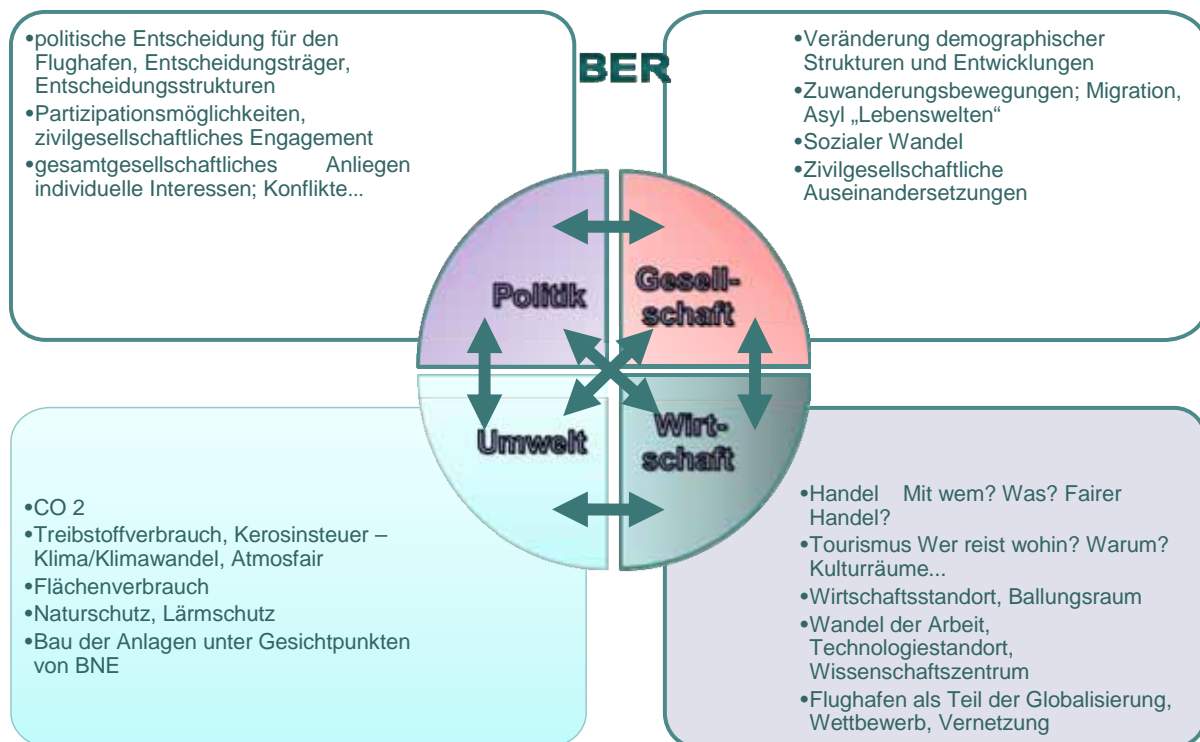 •politische Entscheidung für den
Flughafen, Entscheidungsträger,
Entscheidungsstrukturen
•Partizipationsmöglichkeiten,
zivilgesellschaftliches Engagement
•gesamtgesellschaftliches Anliegen
individuelle Interessen; Konflikte...
BER
•Veränderung demographischer
Strukturen und Entwicklungen
•Zuwanderungsbewegungen; Migration,
Asyl „Lebenswelten“
•Sozialer Wandel
•Zivilgesellschaftliche
Auseinandersetzungen
Politik
Gesell-
schaft
Umwelt
Wirt-
schaft
•CO 2
•Treibstoffverbrauch, Kerosinsteuer –
Klima/Klimawandel, Atmosfair
•Flächenverbrauch
•Naturschutz, Lärmschutz
•Bau der Anlagen unter Gesichtpunkten
von BNE
•Handel Mit wem? Was? Fairer
Handel?
•Tourismus Wer reist wohin? Warum?
Kulturräume...
•Wirtschaftsstandort, Ballungsraum
•Wandel der Arbeit,
Technologiestandort,
Wissenschaftszentrum
•Flughafen als Teil der Globalisierung,
Wettbewerb, Vernetzung